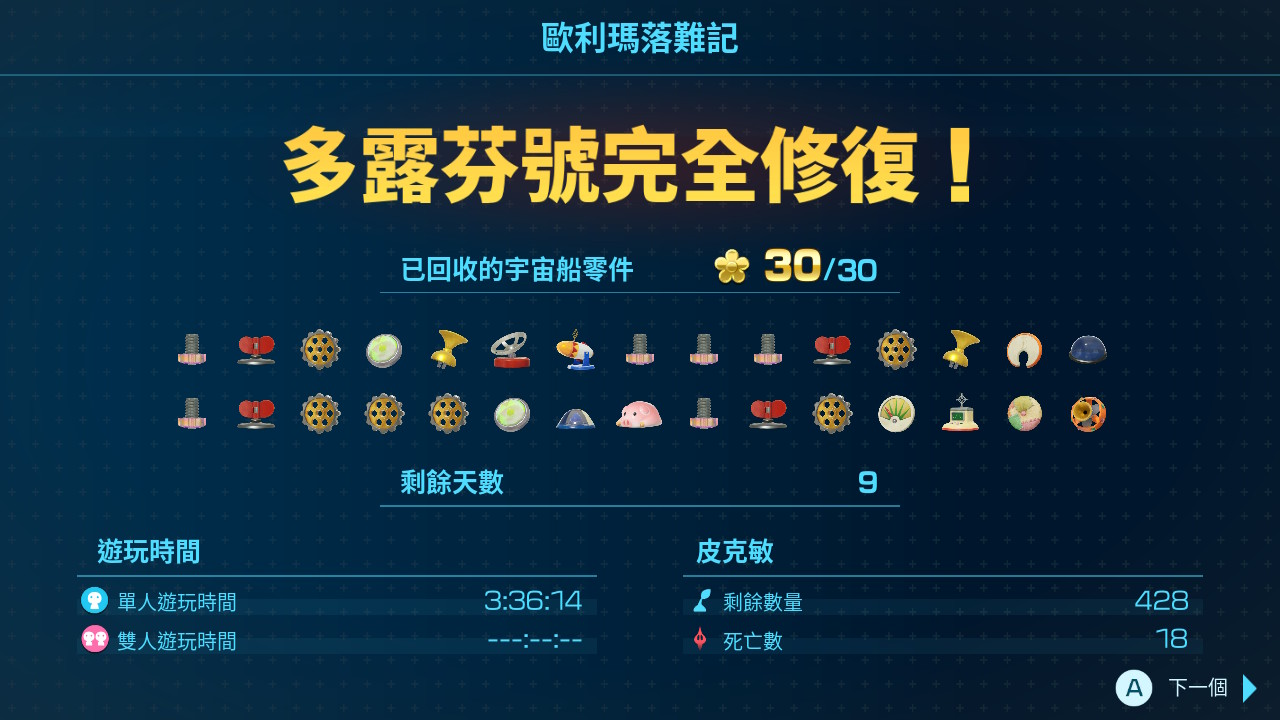 歐利瑪落難記
多露芬號完全修復！
已回收的宇宙船零件 30/30
剩餘天數 9
遊玩時間
單人遊玩時間 3:36:14
雙人遊玩時間 ---:--:--
皮克敏
剩餘數量 428
死亡數 18
A 下一個